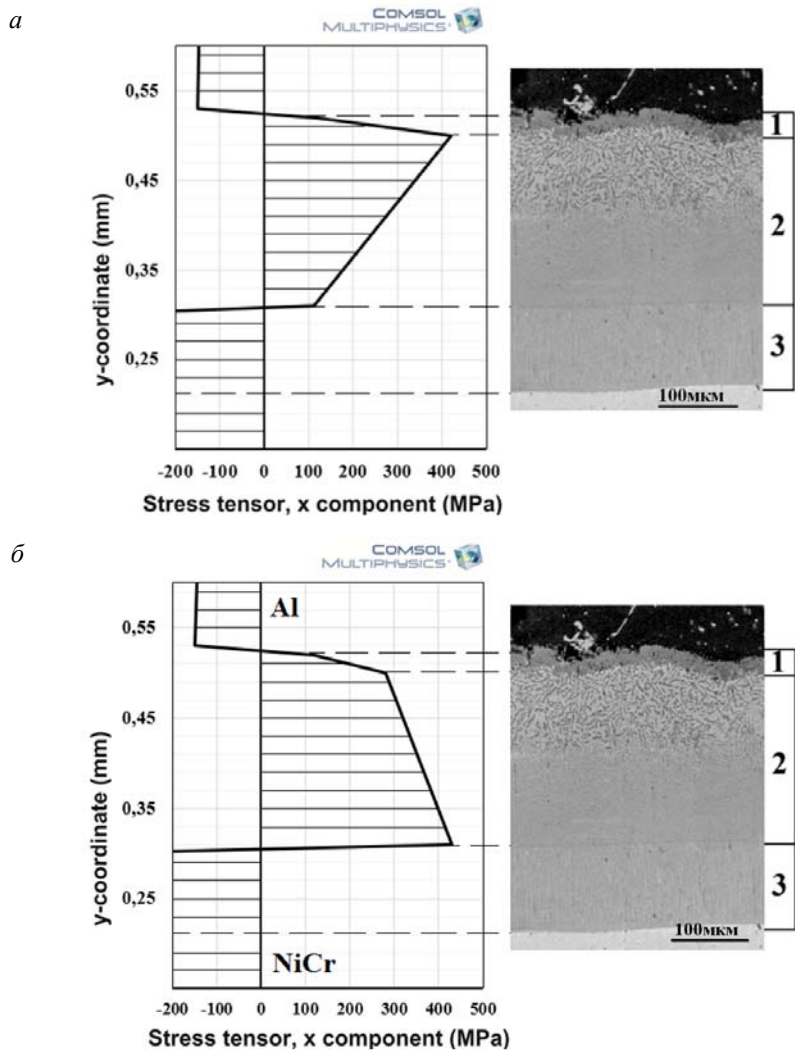 а
COMSOL
MULTIPHYSICS
0,55
0,45
0,35
0,25
y-coordinate (mm)
-200 -100 0 100 200 300 400 500
Stress tensor, x component (MPa)
1
2
3
100мкм
б
COMSOL
MULTIPHYSICS
Al
0,55
0,45
0,35
0,25
y-coordinate (mm)
NiCr
-200 -100 0 100 200 300 400 500
Stress tensor, x component (MPa)
1
2
3
100мкм